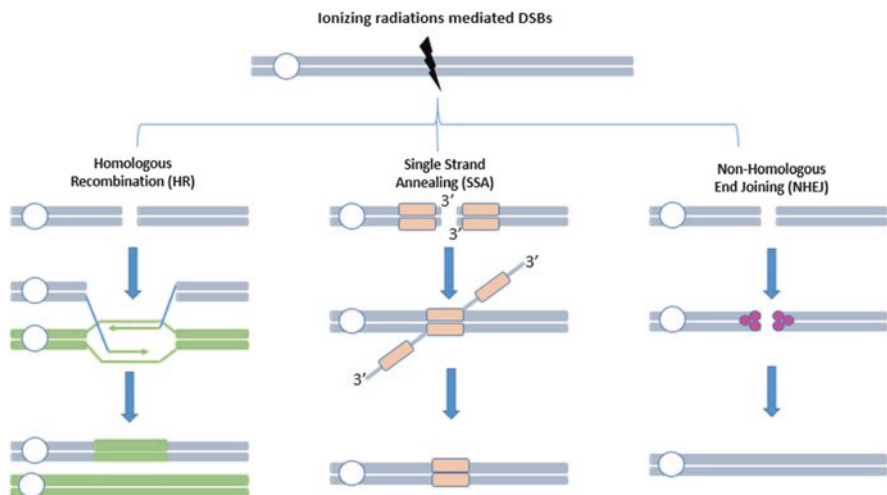 Ionizing radiations mediated DSBs
Homologous
Recombination (HR)
Single Strand
Annealing (SSA)
Non-Homologous
End Joining (NHEJ)
3’
3’
3’
3’